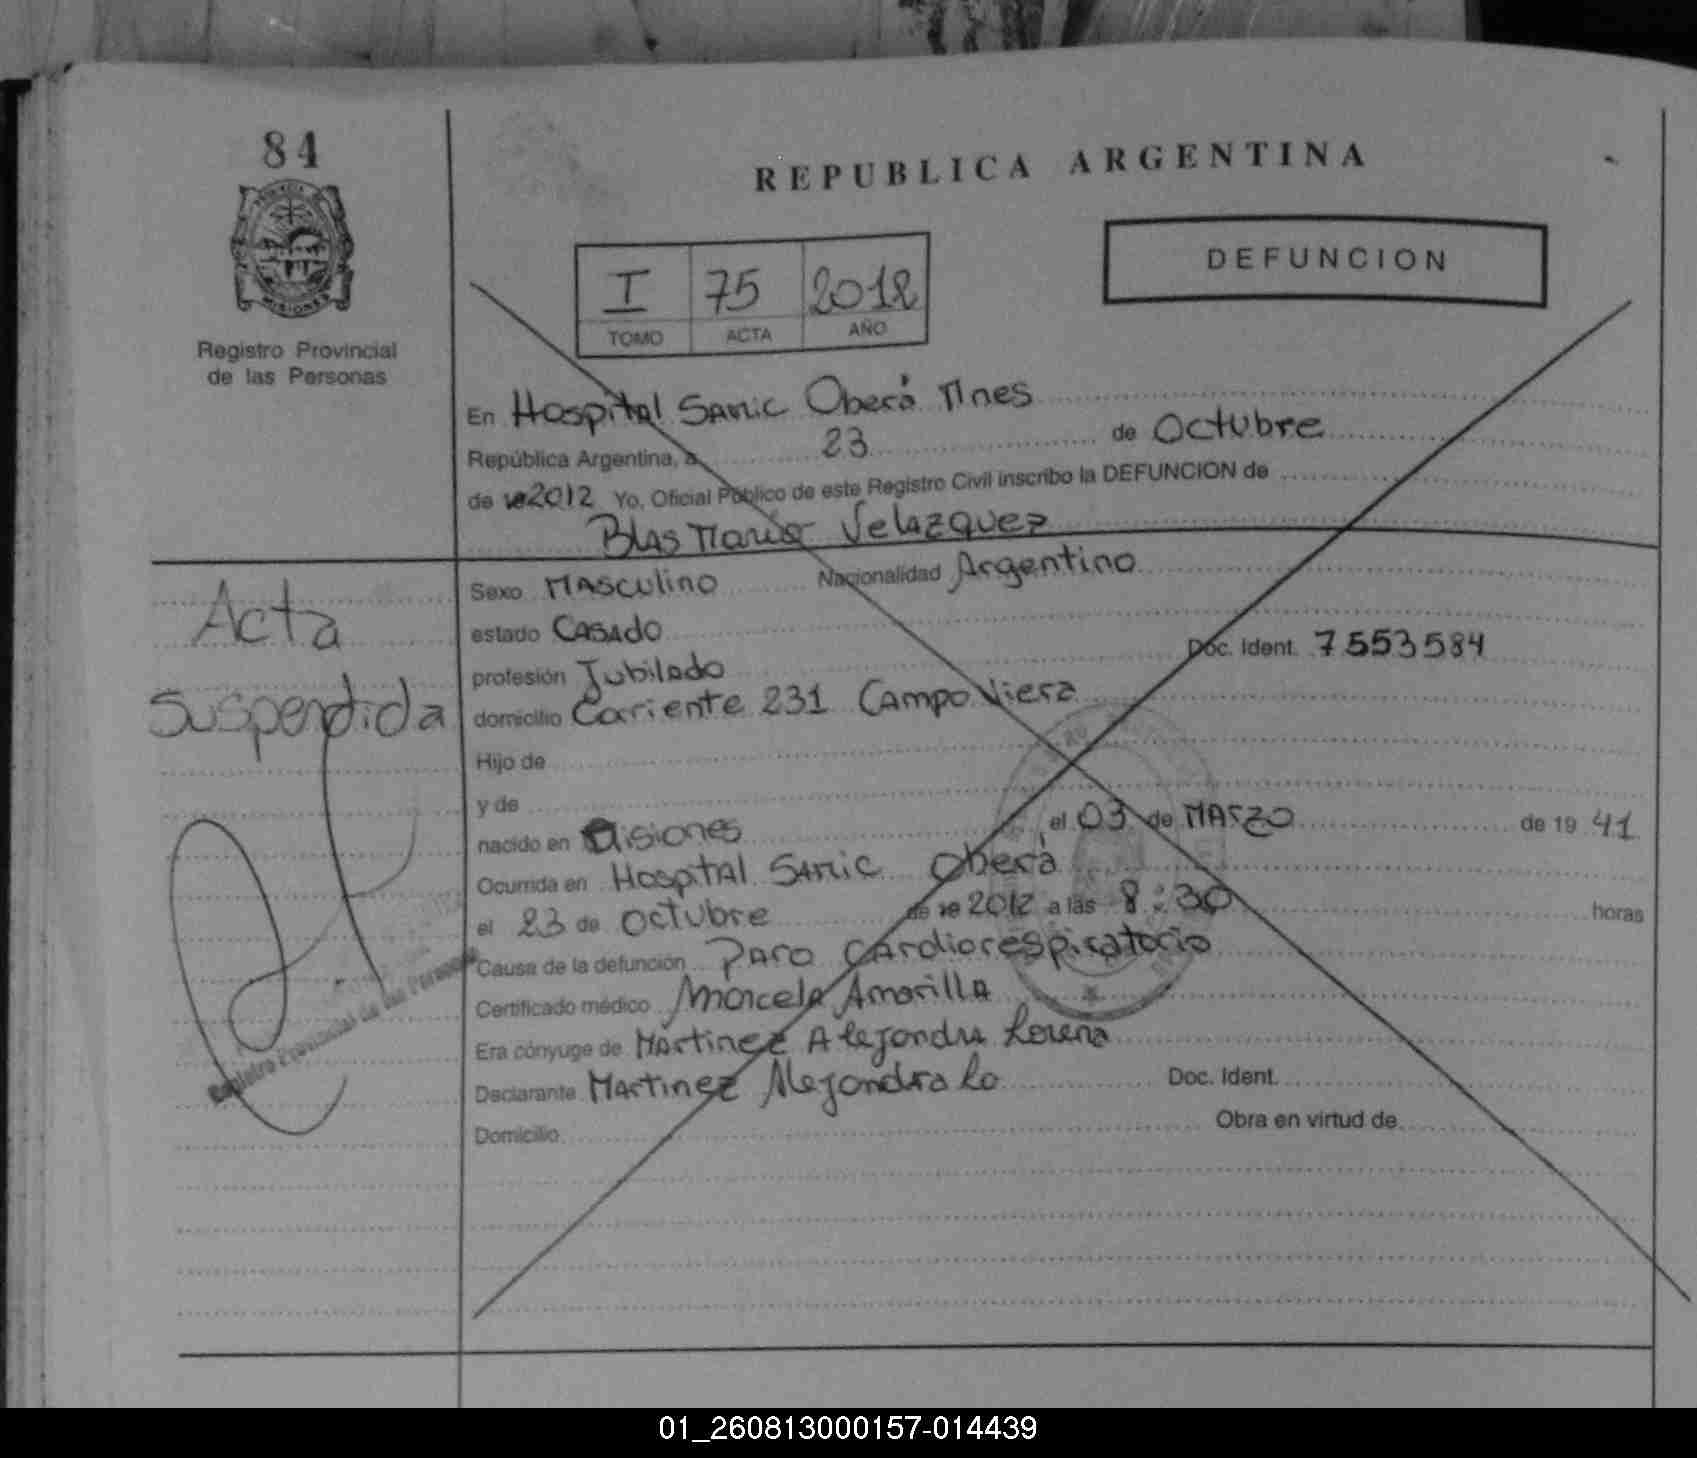 84
REPUBLICA ARGENTINA
DEFUNCION
I 75 2012
TOMO ACTA AÑO
MISIONES
Registro Provincial
de las Personas
En Hospital SAMIC Oberá Mnes
República Argentina, a 23 de Octubre
de 2012 Yo, Oficial Público de este Registro Civil inscribo la DEFUNCION de
Blas Mario Velazquez
Acta
Suspendida
Registro Provincial de las Personas
Sexo MAsculino Nacionalidad Argentino
estado CASAdo
profesión Jubilado Doc. Ident. 7553584
domicilio Corriente 231 CAmpo Viera
Hijo de
y de
nacido en Misiones el 03 de MArzo de 19 41
Ocurrida en HospitAl SAmic Oberá
el 23 de Octubre de 2012 a las 8:30 horas
Causa de la defunción PAro CArdiorespiratorio
Certificado médico Marcela Amarilla
Era cónyuge de MArtinez Alejandra Lorena
Declarante MArtinez Alejandra Lo Doc. Ident.
Domicilio Obra en virtud de
01_260813000157-014439